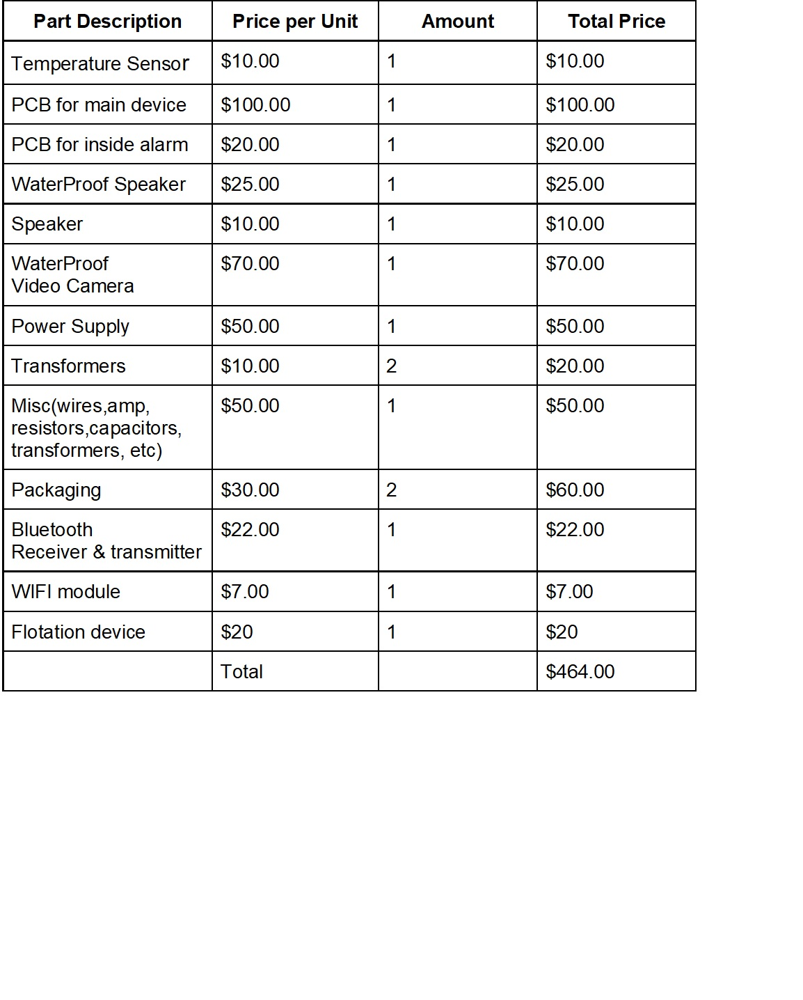 Part Description Price per Unit Amount Total Price
Temperature Sensor $10.00 1 $10.00
PCB for main device $100.00 1 $100.00
PCB for inside alarm $20.00 1 $20.00
WaterProof Speaker $25.00 1 $25.00
Speaker $10.00 1 $10.00
WaterProof $70.00 1 $70.00
Video Camera
Power Supply $50.00 1 $50.00
Transformers $10.00 2 $20.00
Misc(wires,amp, $50.00 1 $50.00
resistors,capacitors,
transformers, etc)
Packaging $30.00 2 $60.00
Bluetooth $22.00 1 $22.00
Receiver & transmitter
WIFI module $7.00 1 $7.00
Flotation device $20 1 $20
Total $464.00